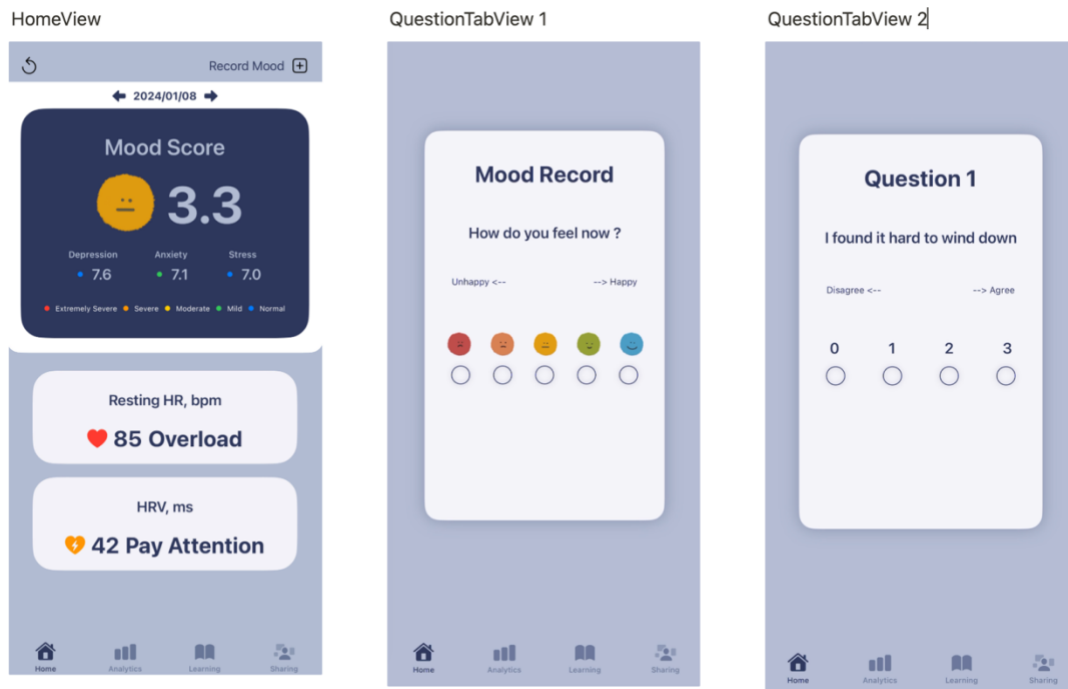 HomeView
Record Mood
2024/01/08
Mood Score
3.3
Depression Anxiety Stress
7.6 7.1 7.0
Extremely Severe Severe Moderate Mild Normal
Resting HR, bpm
85 Overload
HRV, ms
42 Pay Attention
Home Analytics Learning Sharing
QuestionTabView 1
Mood Record
How do you feel now ?
Unhappy <-- --> Happy
Home Analytics Learning Sharing
QuestionTabView 2
Question 1
I found it hard to wind down
Disagree <-- --> Agree
0 1 2 3
Home Analytics Learning Sharing